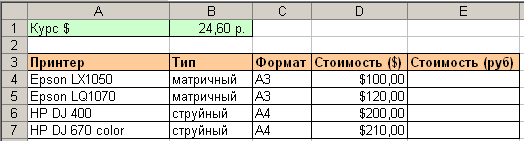 A B C D E
1 Курс $ 24,60 р.
2
3 Принтер Тип Формат Стоимость ($) Стоимость (руб)
4 Epson LX1050 матричный A3 $100,00
5 Epson LQ1070 матричный A3 $120,00
6 HP DJ 400 струйный A4 $200,00
7 HP DJ 670 color струйный A4 $210,00